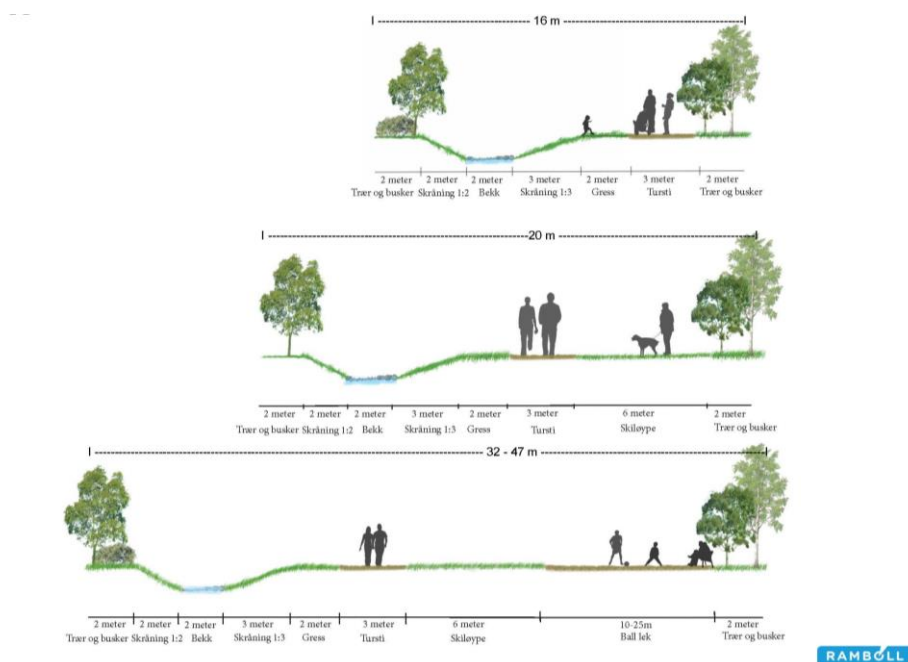 16 m
2 meter 2 meter 2 meter 3 meter 2 meter 3 meter 2 meter
Trær og busker Skråning 1:2 Bekk Skråning 1:3 Gress Tursti Trær og busker
20 m
2 meter 2 meter 2 meter 3 meter 2 meter 3 meter 6 meter 2 meter
Trær og busker Skråning 1:2 Bekk Skråning 1:3 Gress Tursti Skiløype Trær og busker
32 - 47 m
2 meter 2 meter 2 meter 3 meter 2 meter 3 meter 6 meter 10-25m 2 meter
Trær og busker Skråning 1:2 Bekk Skråning 1:3 Gress Tursti Skiløype Ball lek Trær og busker
RAMBOLL